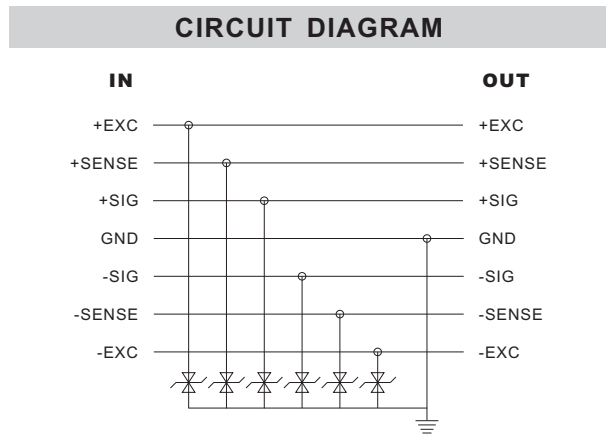 CIRCUIT DIAGRAM
IN OUT
+EXC +EXC
+SENSE +SENSE
+SIG +SIG
GND GND
-SIG -SIG
-SENSE -SENSE
-EXC -EXC